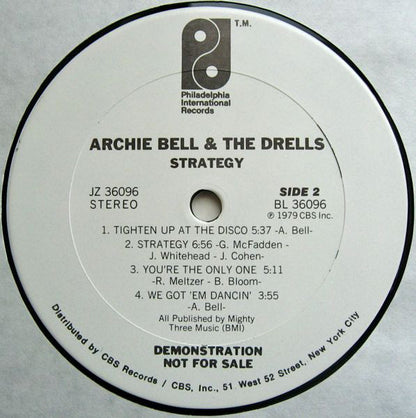 T.M.
Philadelphia
International
Records
ARCHIE BELL & THE DRELLS
STRATEGY
JZ 36096
STEREO
SIDE 2
BL 36096
℗ 1979 CBS Inc.
1. TIGHTEN UP AT THE DISCO 5:37 -A. Bell-
2. STRATEGY 6:56 -G. McFadden -
J. Whitehead - J. Cohen-
3. YOU'RE THE ONLY ONE 5:11
-R. Meltzer - B. Bloom-
4. WE GOT 'EM DANCIN' 3:55
-A. Bell-
All Published by Mighty
Three Music (BMI)
DEMONSTRATION
NOT FOR SALE
Distributed by CBS Records / CBS, Inc., 51 West 52 Street, New York City